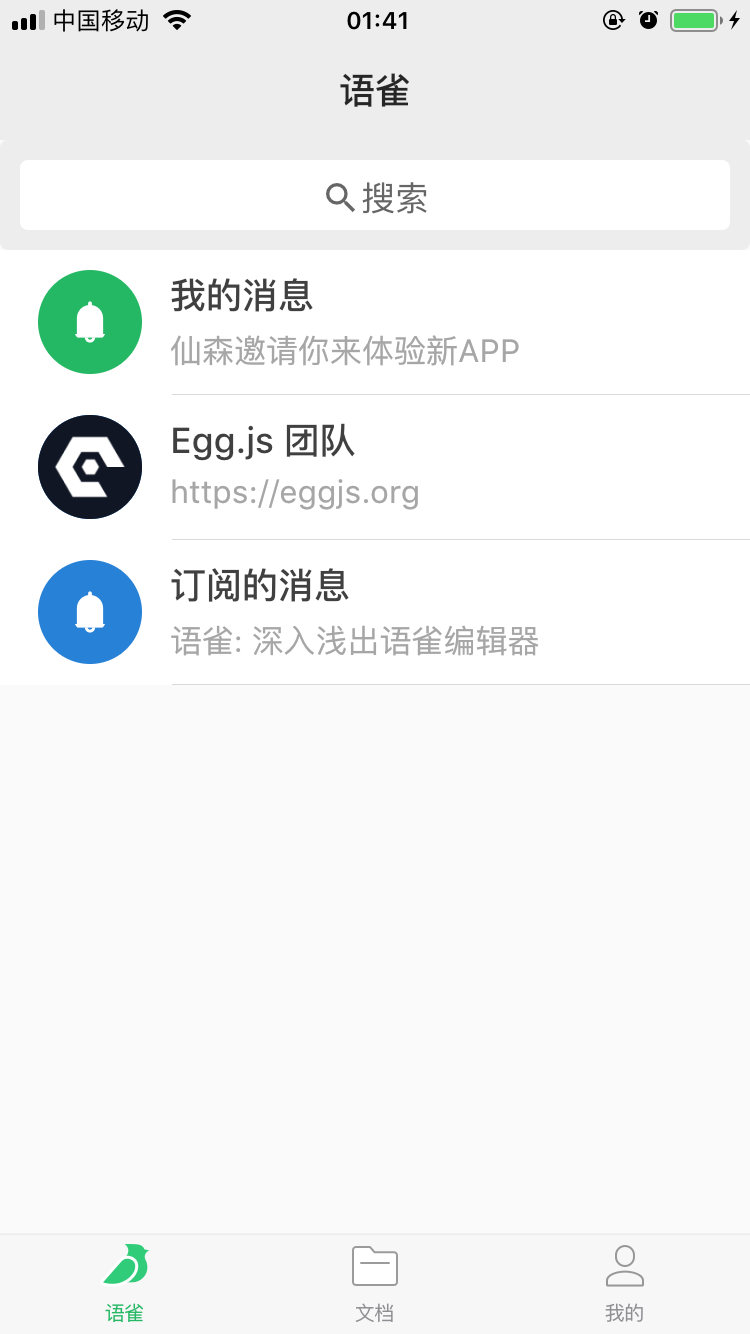 中国移动
01:41
语雀
搜索
我的消息
仙森邀请你来体验新APP
Egg.js 团队
https://eggjs.org
订阅的消息
语雀: 深入浅出语雀编辑器
语雀
文档
我的